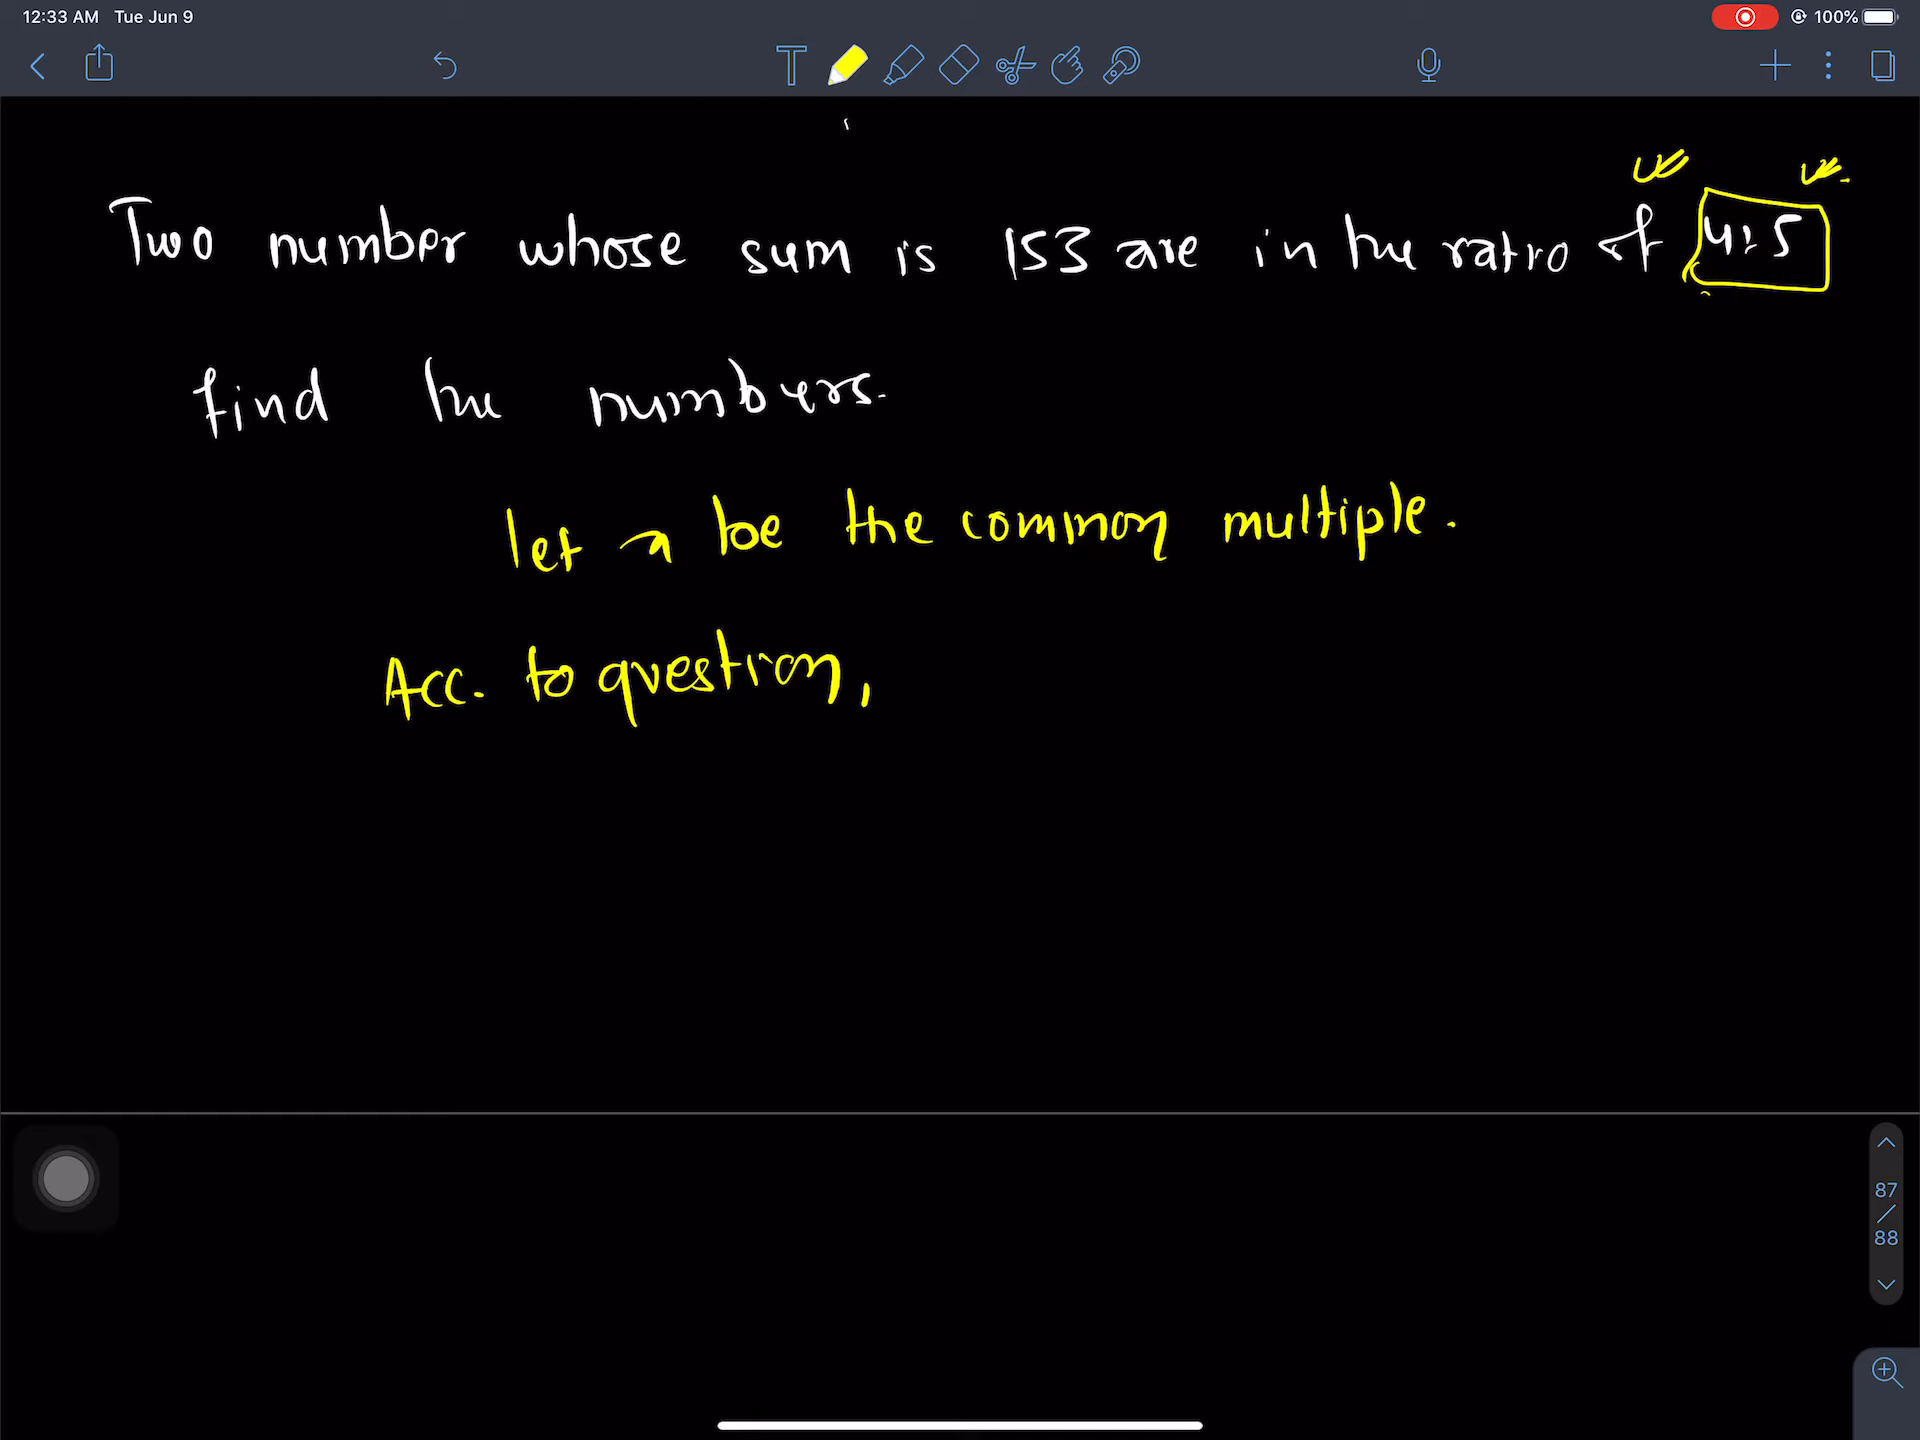 12:33 AM Tue Jun 9
100%
Two number whose sum is 153 are in the ratio of 4:5
find the numbers.
let x be the common multiple.
Acc. to question,
87
/
88